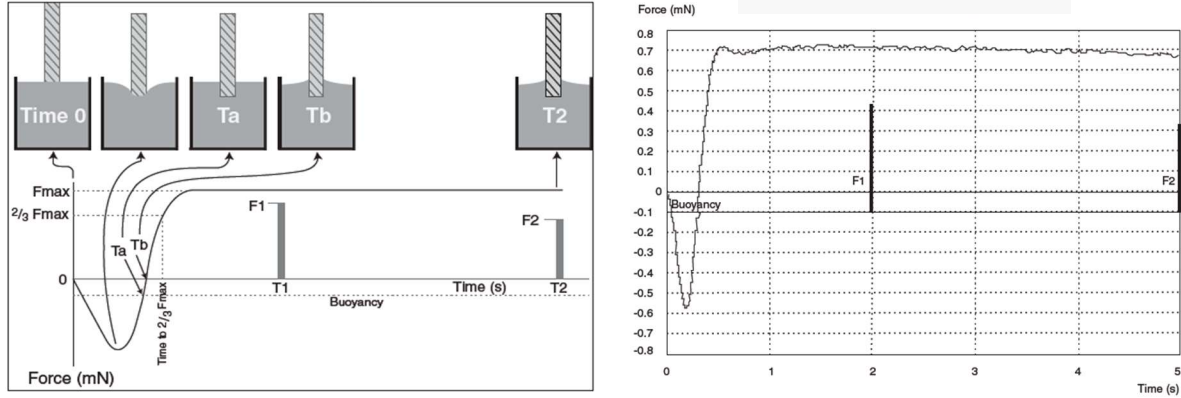 Time 0
Ta
Tb
T2
Fmax
2/3 Fmax
F1
F2
Ta
Tb
0
T1
Time (s)
T2
Buoyancy
Time to 2/3 Fmax
Force (mN)
Force (mN)
0.8
0.7
0.6
0.5
0.4
0.3
0.2
0.1
0
-0.1
-0.2
-0.3
-0.4
-0.5
-0.6
-0.7
-0.8
F1
F2
Buoyancy
0
1
2
3
4
5
Time (s)